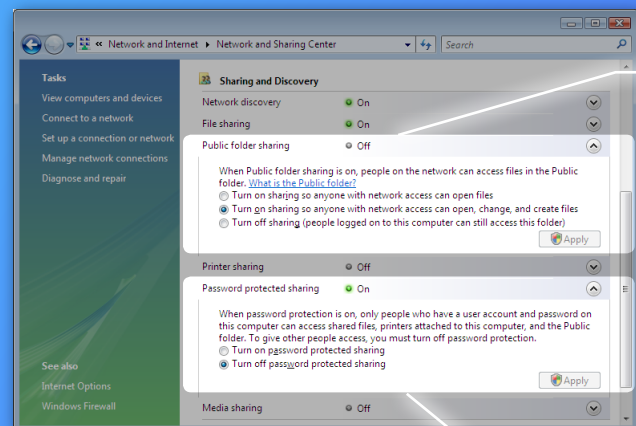 « Network and Internet ▸ Network and Sharing Center
Search
Tasks
View computers and devices
Connect to a network
Set up a connection or network
Manage network connections
Diagnose and repair
See also
Internet Options
Windows Firewall
Sharing and Discovery
Network discovery On
File sharing On
Public folder sharing Off
When Public folder sharing is on, people on the network can access files in the Public
folder. What is the Public folder?
Turn on sharing so anyone with network access can open files
Turn on sharing so anyone with network access can open, change, and create files
Turn off sharing (people logged on to this computer can still access this folder)
Apply
Printer sharing Off
Password protected sharing On
When password protection is on, only people who have a user account and password on
this computer can access shared files, printers attached to this computer, and the Public
folder. To give other people access, you must turn off password protection.
Turn on password protected sharing
Turn off password protected sharing
Apply
Media sharing Off